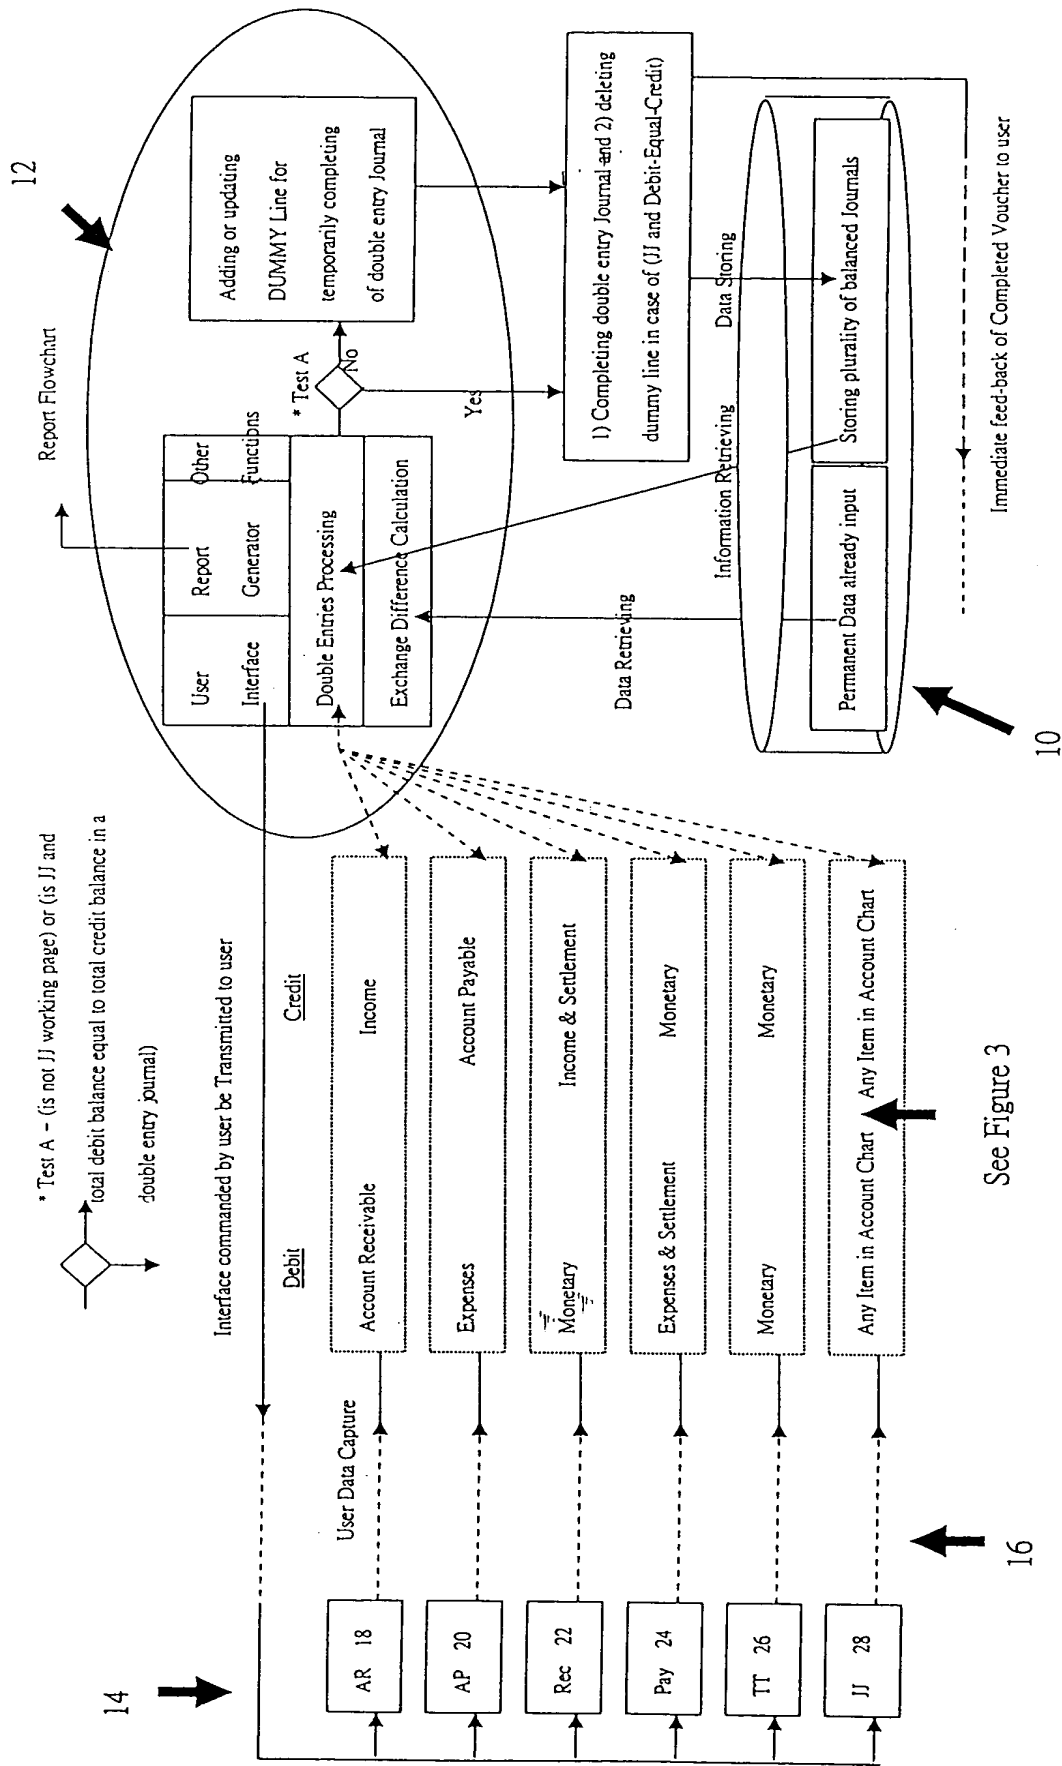 14
* Test A – (is not JJ working page) or (is JJ and
total debit balance equal to total credit balance in a
double entry journal)
12
Report Flowchart
Interface commanded by user be Transmitted to user
User
Interface
Report
Generator
Other
Functions
Double Entries Processing
Exchange Difference Calculation
* Test A
No
Yes
Adding or updating
DUMMY Line for
temporarily completing
of double entry Journal
Debit
Credit
User Data Capture
AR 18
Account Receivable
Income
AP 20
Expenses
Account Payable
Rec 22
Monetary
Income & Settlement
Pay 24
Expenses & Settlement
Monetary
TT 26
Monetary
Monetary
JJ 28
Any Item in Account Chart
Any Item in Account Chart
16
See Figure 3
1) Completing double entry Journal and 2) deleting
dummy line in case of (JJ and Debit-Equal-Credit)
Data Retrieving
Information Retrieving
Data Storing
Permanent Data already input
Storing plurality of balanced Journals
10
Immediate feed-back of Completed Voucher to user